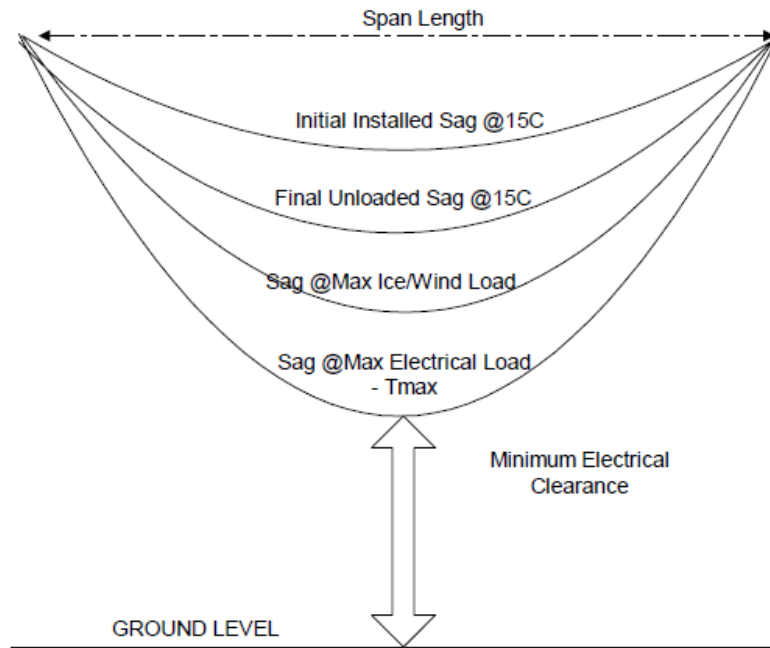 Span Length
Initial Installed Sag @15C
Final Unloaded Sag @15C
Sag @Max Ice/Wind Load
Sag @Max Electrical Load
- Tmax
Minimum Electrical
Clearance
GROUND LEVEL